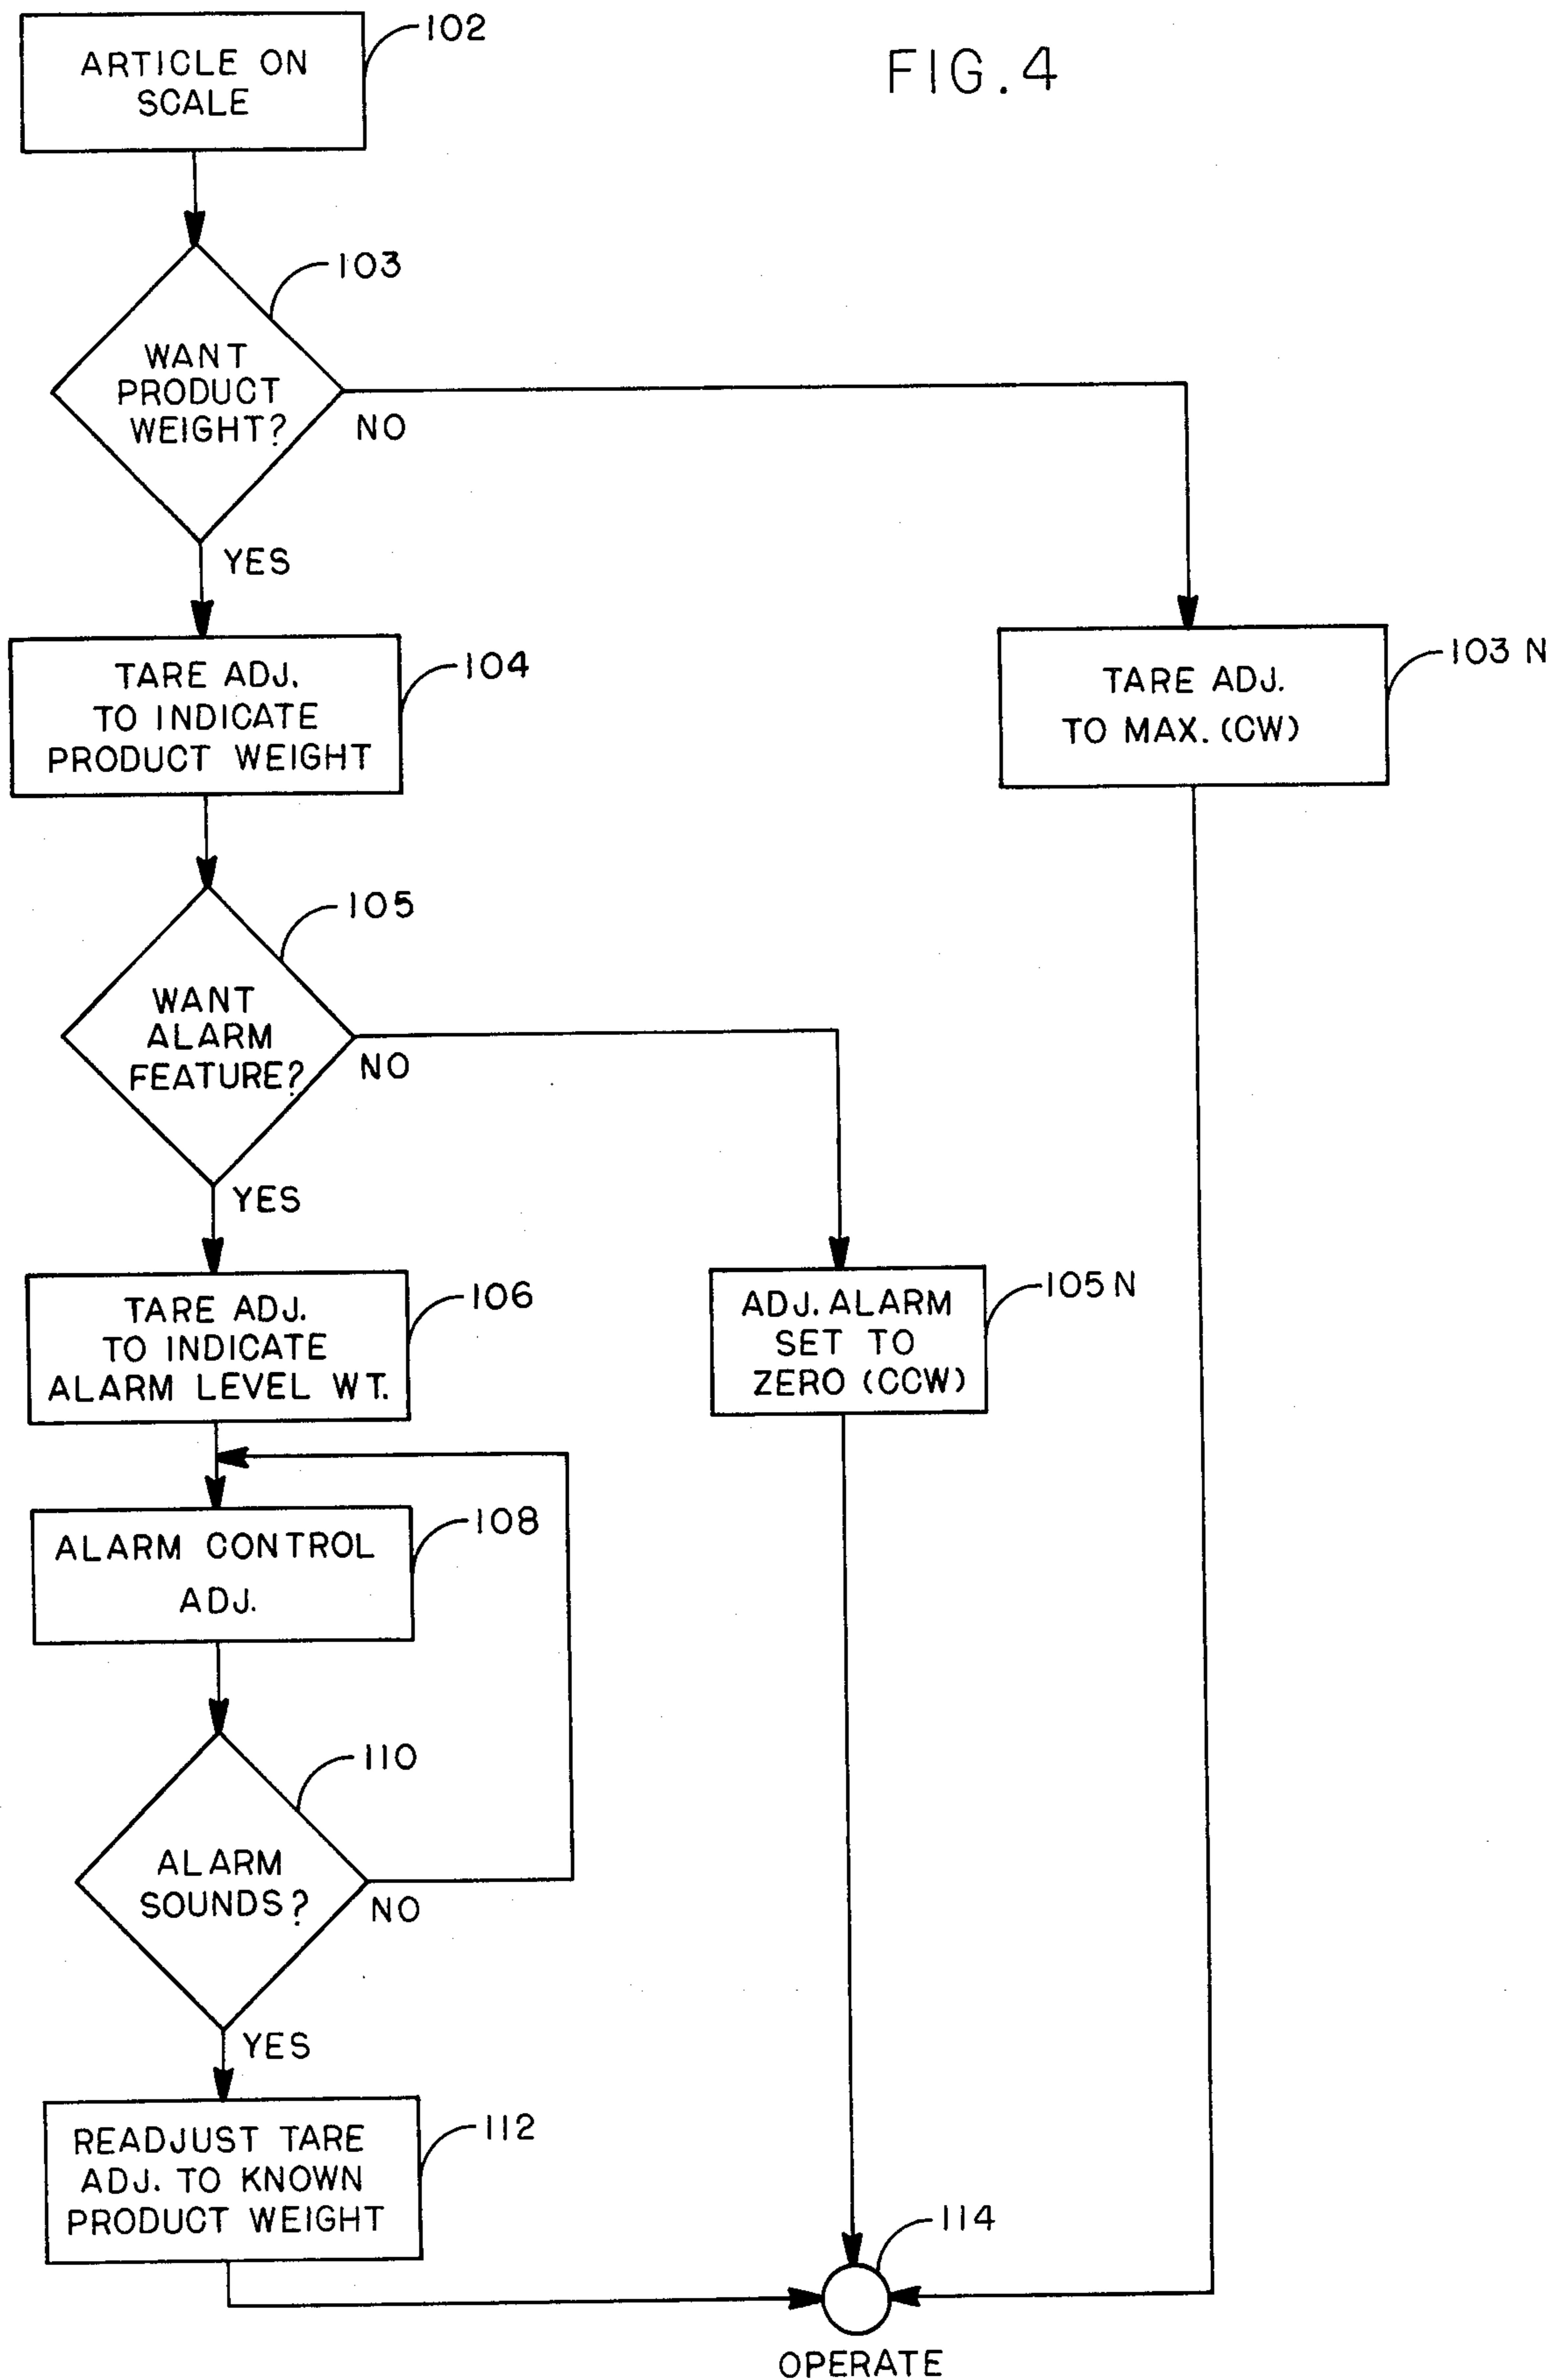 102
FIG. 4
ARTICLE ON
SCALE
103
WANT
PRODUCT
WEIGHT?
NO
YES
104
TARE ADJ.
TO INDICATE
PRODUCT WEIGHT
103 N
TARE ADJ.
TO MAX. (CW)
105
WANT
ALARM
FEATURE?
NO
YES
106
TARE ADJ.
TO INDICATE
ALARM LEVEL WT.
105 N
ADJ. ALARM
SET TO
ZERO (CCW)
108
ALARM CONTROL
ADJ.
110
ALARM
SOUNDS?
NO
YES
112
READJUST TARE
ADJ. TO KNOWN
PRODUCT WEIGHT
114
OPERATE